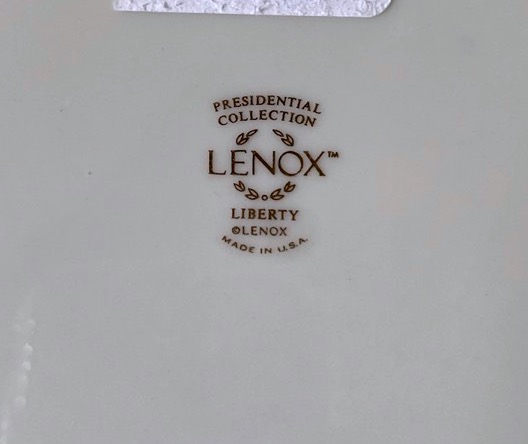 PRESIDENTIAL
COLLECTION
LENOX™
LIBERTY
©LENOX
MADE IN U.S.A.